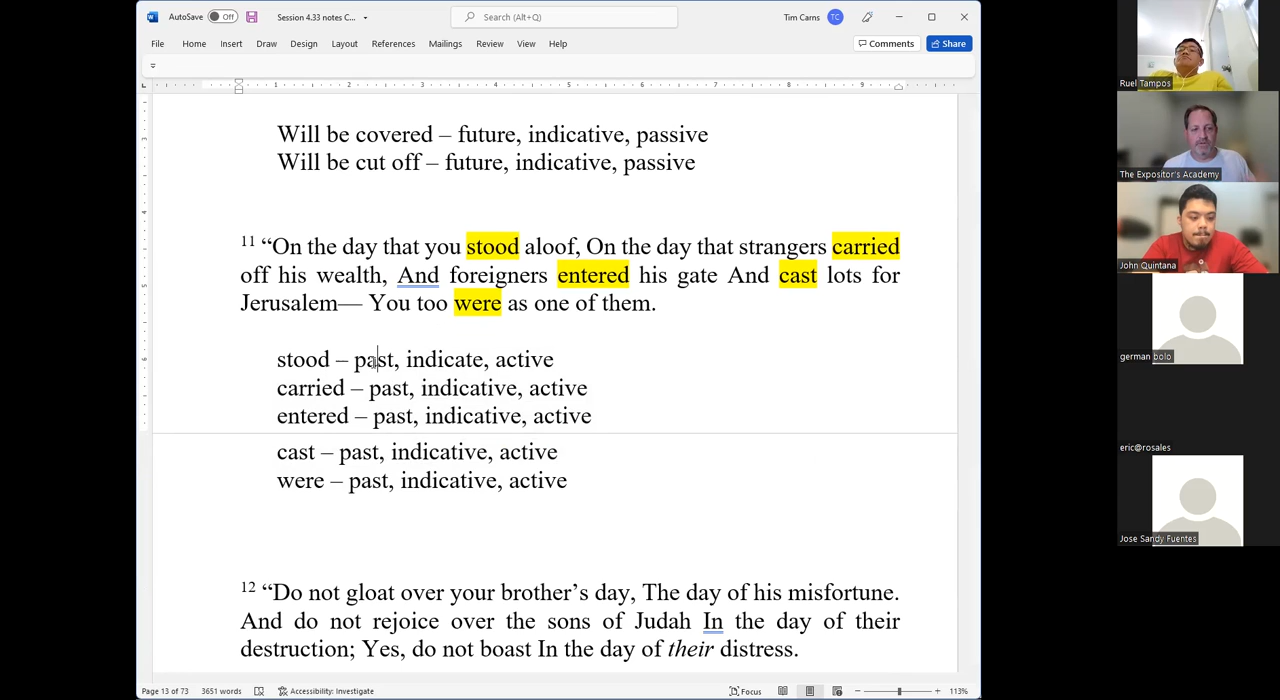 AutoSave Off Session 4.33 notes C... Search (Alt+Q) Tim Carns TC
File Home Insert Draw Design Layout References Mailings Review View Help Comments Share
1 2 4 5 6 7 8 9
Will be covered – future, indicative, passive
Will be cut off – future, indicative, passive
11 “On the day that you stood aloof, On the day that strangers carried
off his wealth, And foreigners entered his gate And cast lots for
Jerusalem— You too were as one of them.
stood – past, indicate, active
carried – past, indicative, active
entered – past, indicative, active
cast – past, indicative, active
were – past, indicative, active
12 “Do not gloat over your brother’s day, The day of his misfortune.
And do not rejoice over the sons of Judah In the day of their
destruction; Yes, do not boast In the day of their distress.
Page 13 of 73 3651 words Accessibility: Investigate Focus 113%
Ruel Tampos
The Expositor's Academy
John Quintana
german bolo
eric@rosales
Jose Sandy Fuentes